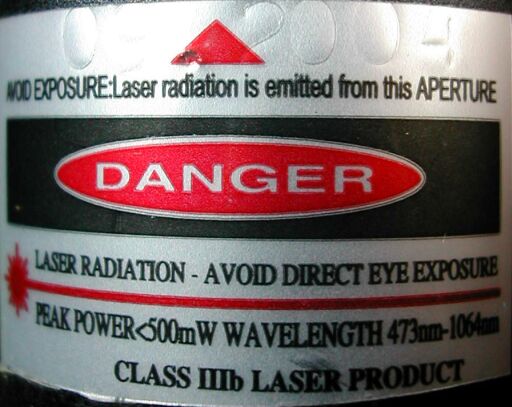 2004
AVOID EXPOSURE:Laser radiation is emitted from this APERTURE
DANGER
LASER RADIATION - AVOID DIRECT EYE EXPOSURE
PEAK POWER<500mW WAVELENGTH 473nm-1064nm
CLASS IIIb LASER PRODUCT